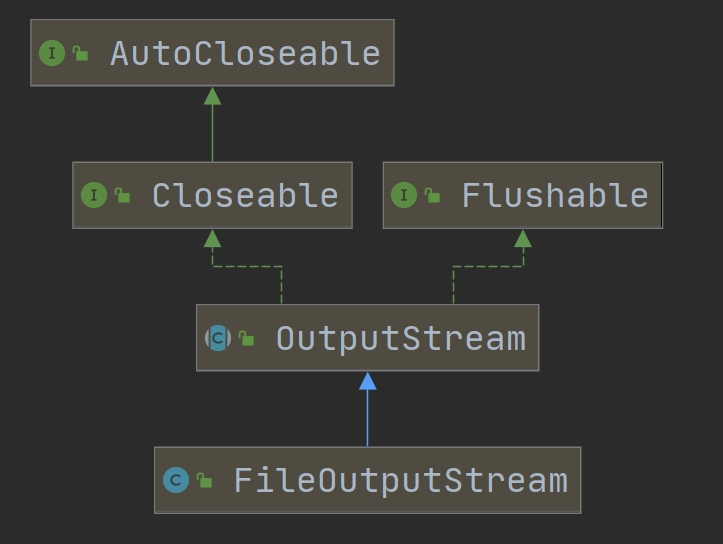 I AutoCloseable
I Closeable
I Flushable
C OutputStream
C FileOutputStream